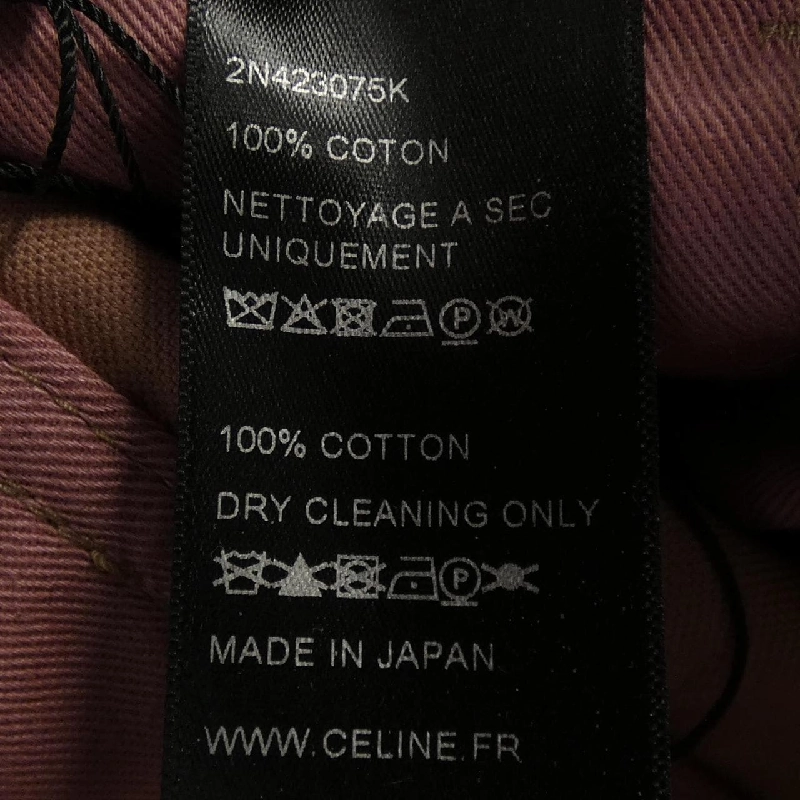 2N423075K
100% COTON
NETTOYAGE A SEC
UNIQUEMENT
P W
100% COTTON
DRY CLEANING ONLY
P
MADE IN JAPAN
WWW.CELINE.FR